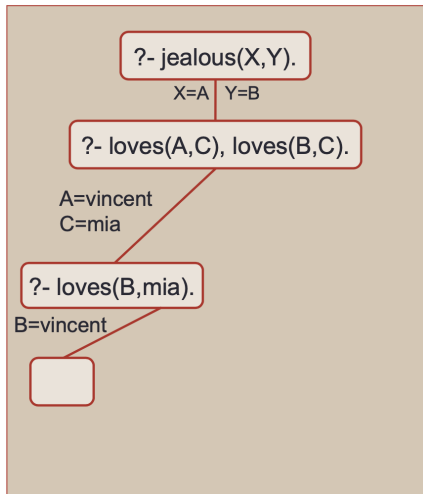 ?- jealous(X,Y).
X=A Y=B
?- loves(A,C), loves(B,C).
A=vincent
C=mia
?- loves(B,mia).
B=vincent